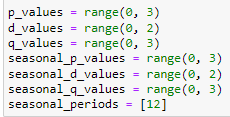 p_values = range(0, 3)
d_values = range(0, 2)
q_values = range(0, 3)
seasonal_p_values = range(0, 3)
seasonal_d_values = range(0, 2)
seasonal_q_values = range(0, 3)
seasonal_periods = [12]